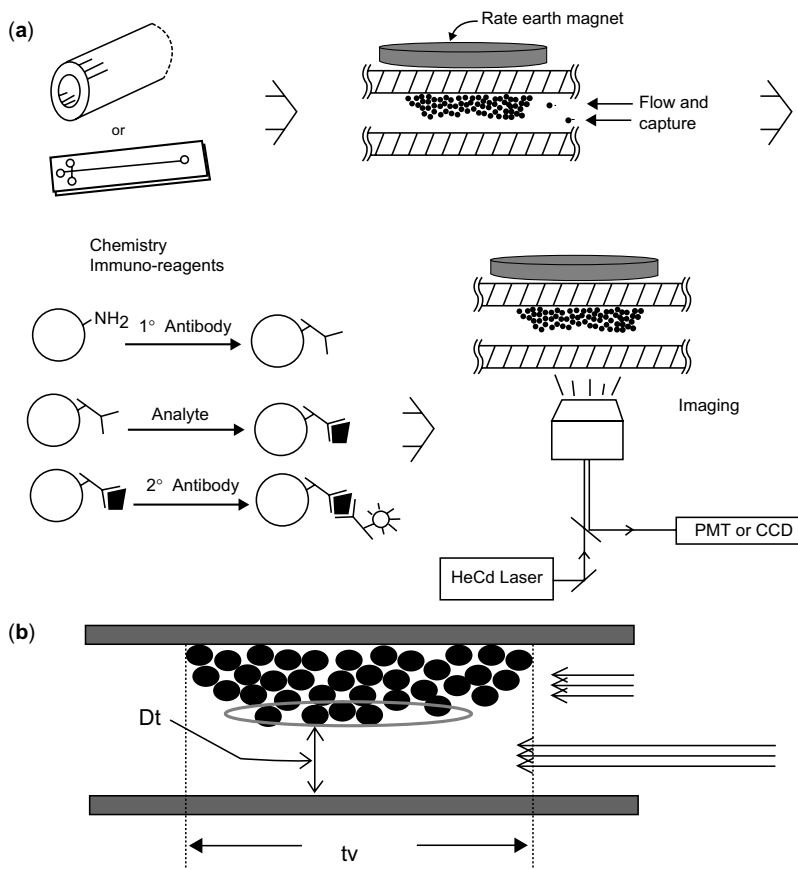 (a)
Rate earth magnet
or
Flow and
capture
Chemistry
Immuno-reagents
NH2
1° Antibody
Analyte
2° Antibody
Imaging
PMT or CCD
HeCd Laser
(b)
Dt
tv